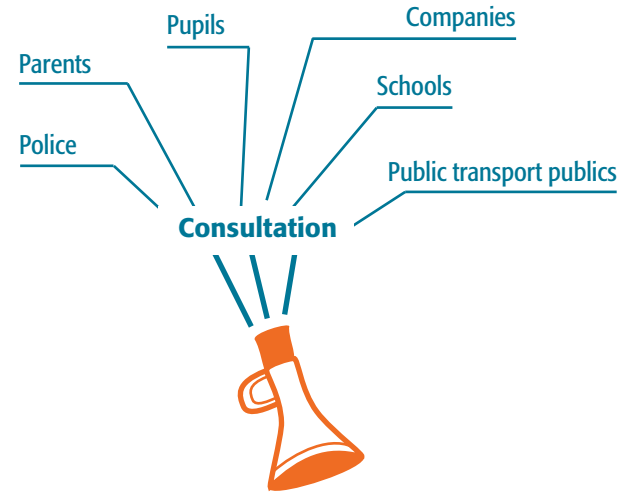 Companies
Pupils
Parents
Schools
Police
Public transport publics
Consultation